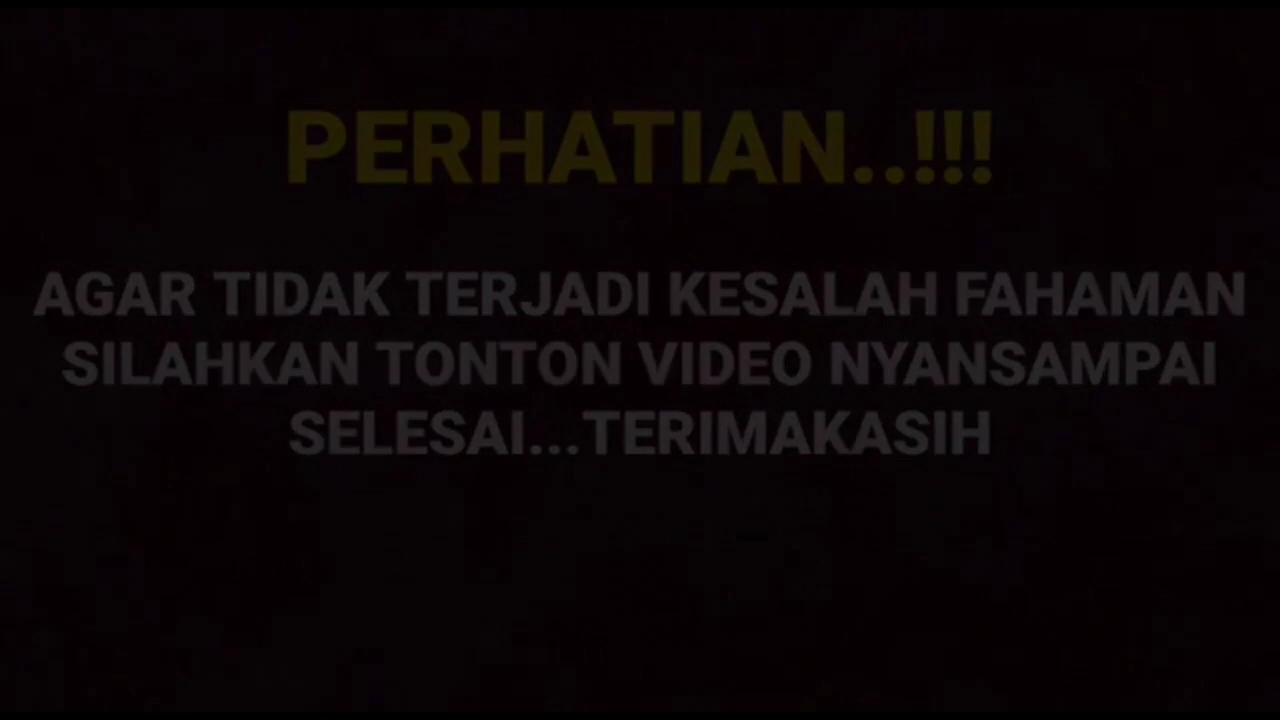 PERHATIAN..!!!
AGAR TIDAK TERJADI KESALAH FAHAMAN
SILAHKAN TONTON VIDEO NYANSAMPAI
SELESAI...TERIMAKASIH